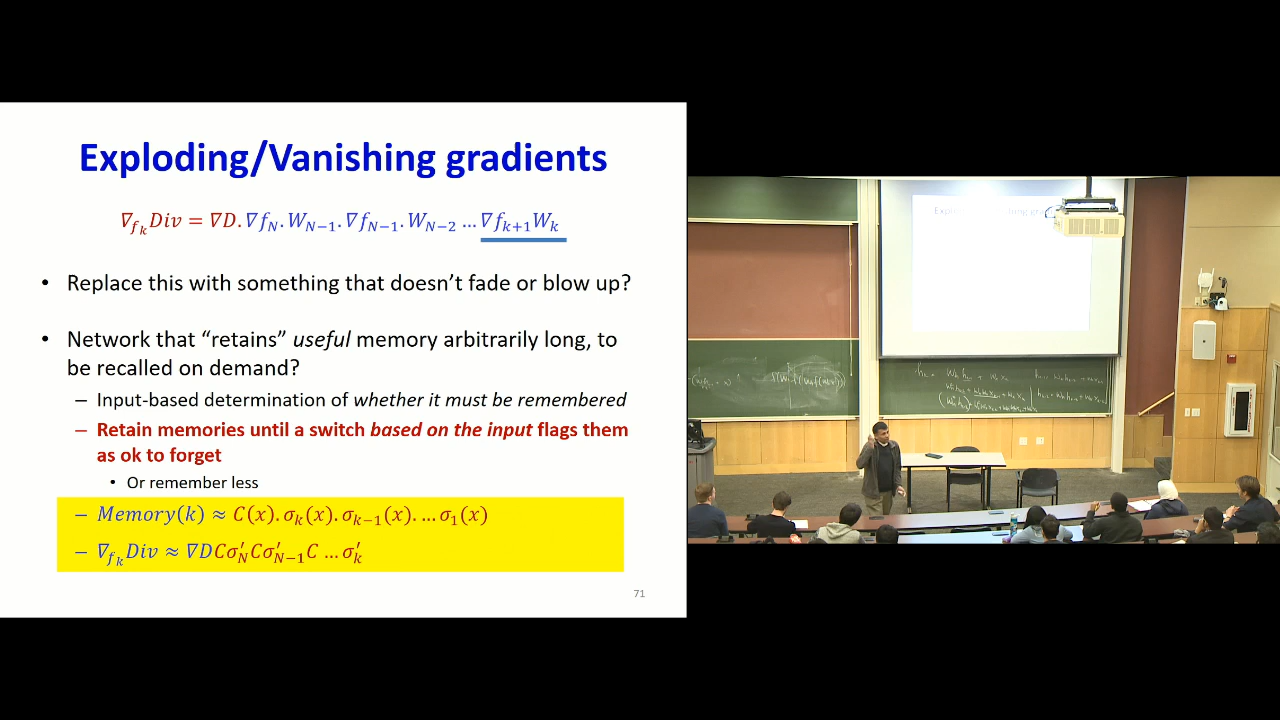 Exploding/Vanishing gradients
∇_{f_k}Div = ∇D. ∇f_N. W_{N−1}. ∇f_{N−1}. W_{N−2} … ∇f_{k+1}W_k
• Replace this with something that doesn’t fade or blow up?
• Network that “retains” useful memory arbitrarily long, to
be recalled on demand?
– Input-based determination of whether it must be remembered
– Retain memories until a switch based on the input flags them
as ok to forget
• Or remember less
– Memory(k) ≈ C(x). σ_k(x). σ_{k−1}(x). … σ_1(x)
– ∇_{f_k}Div ≈ ∇DCσ′_NCσ′_{N−1}C … σ′_k
71